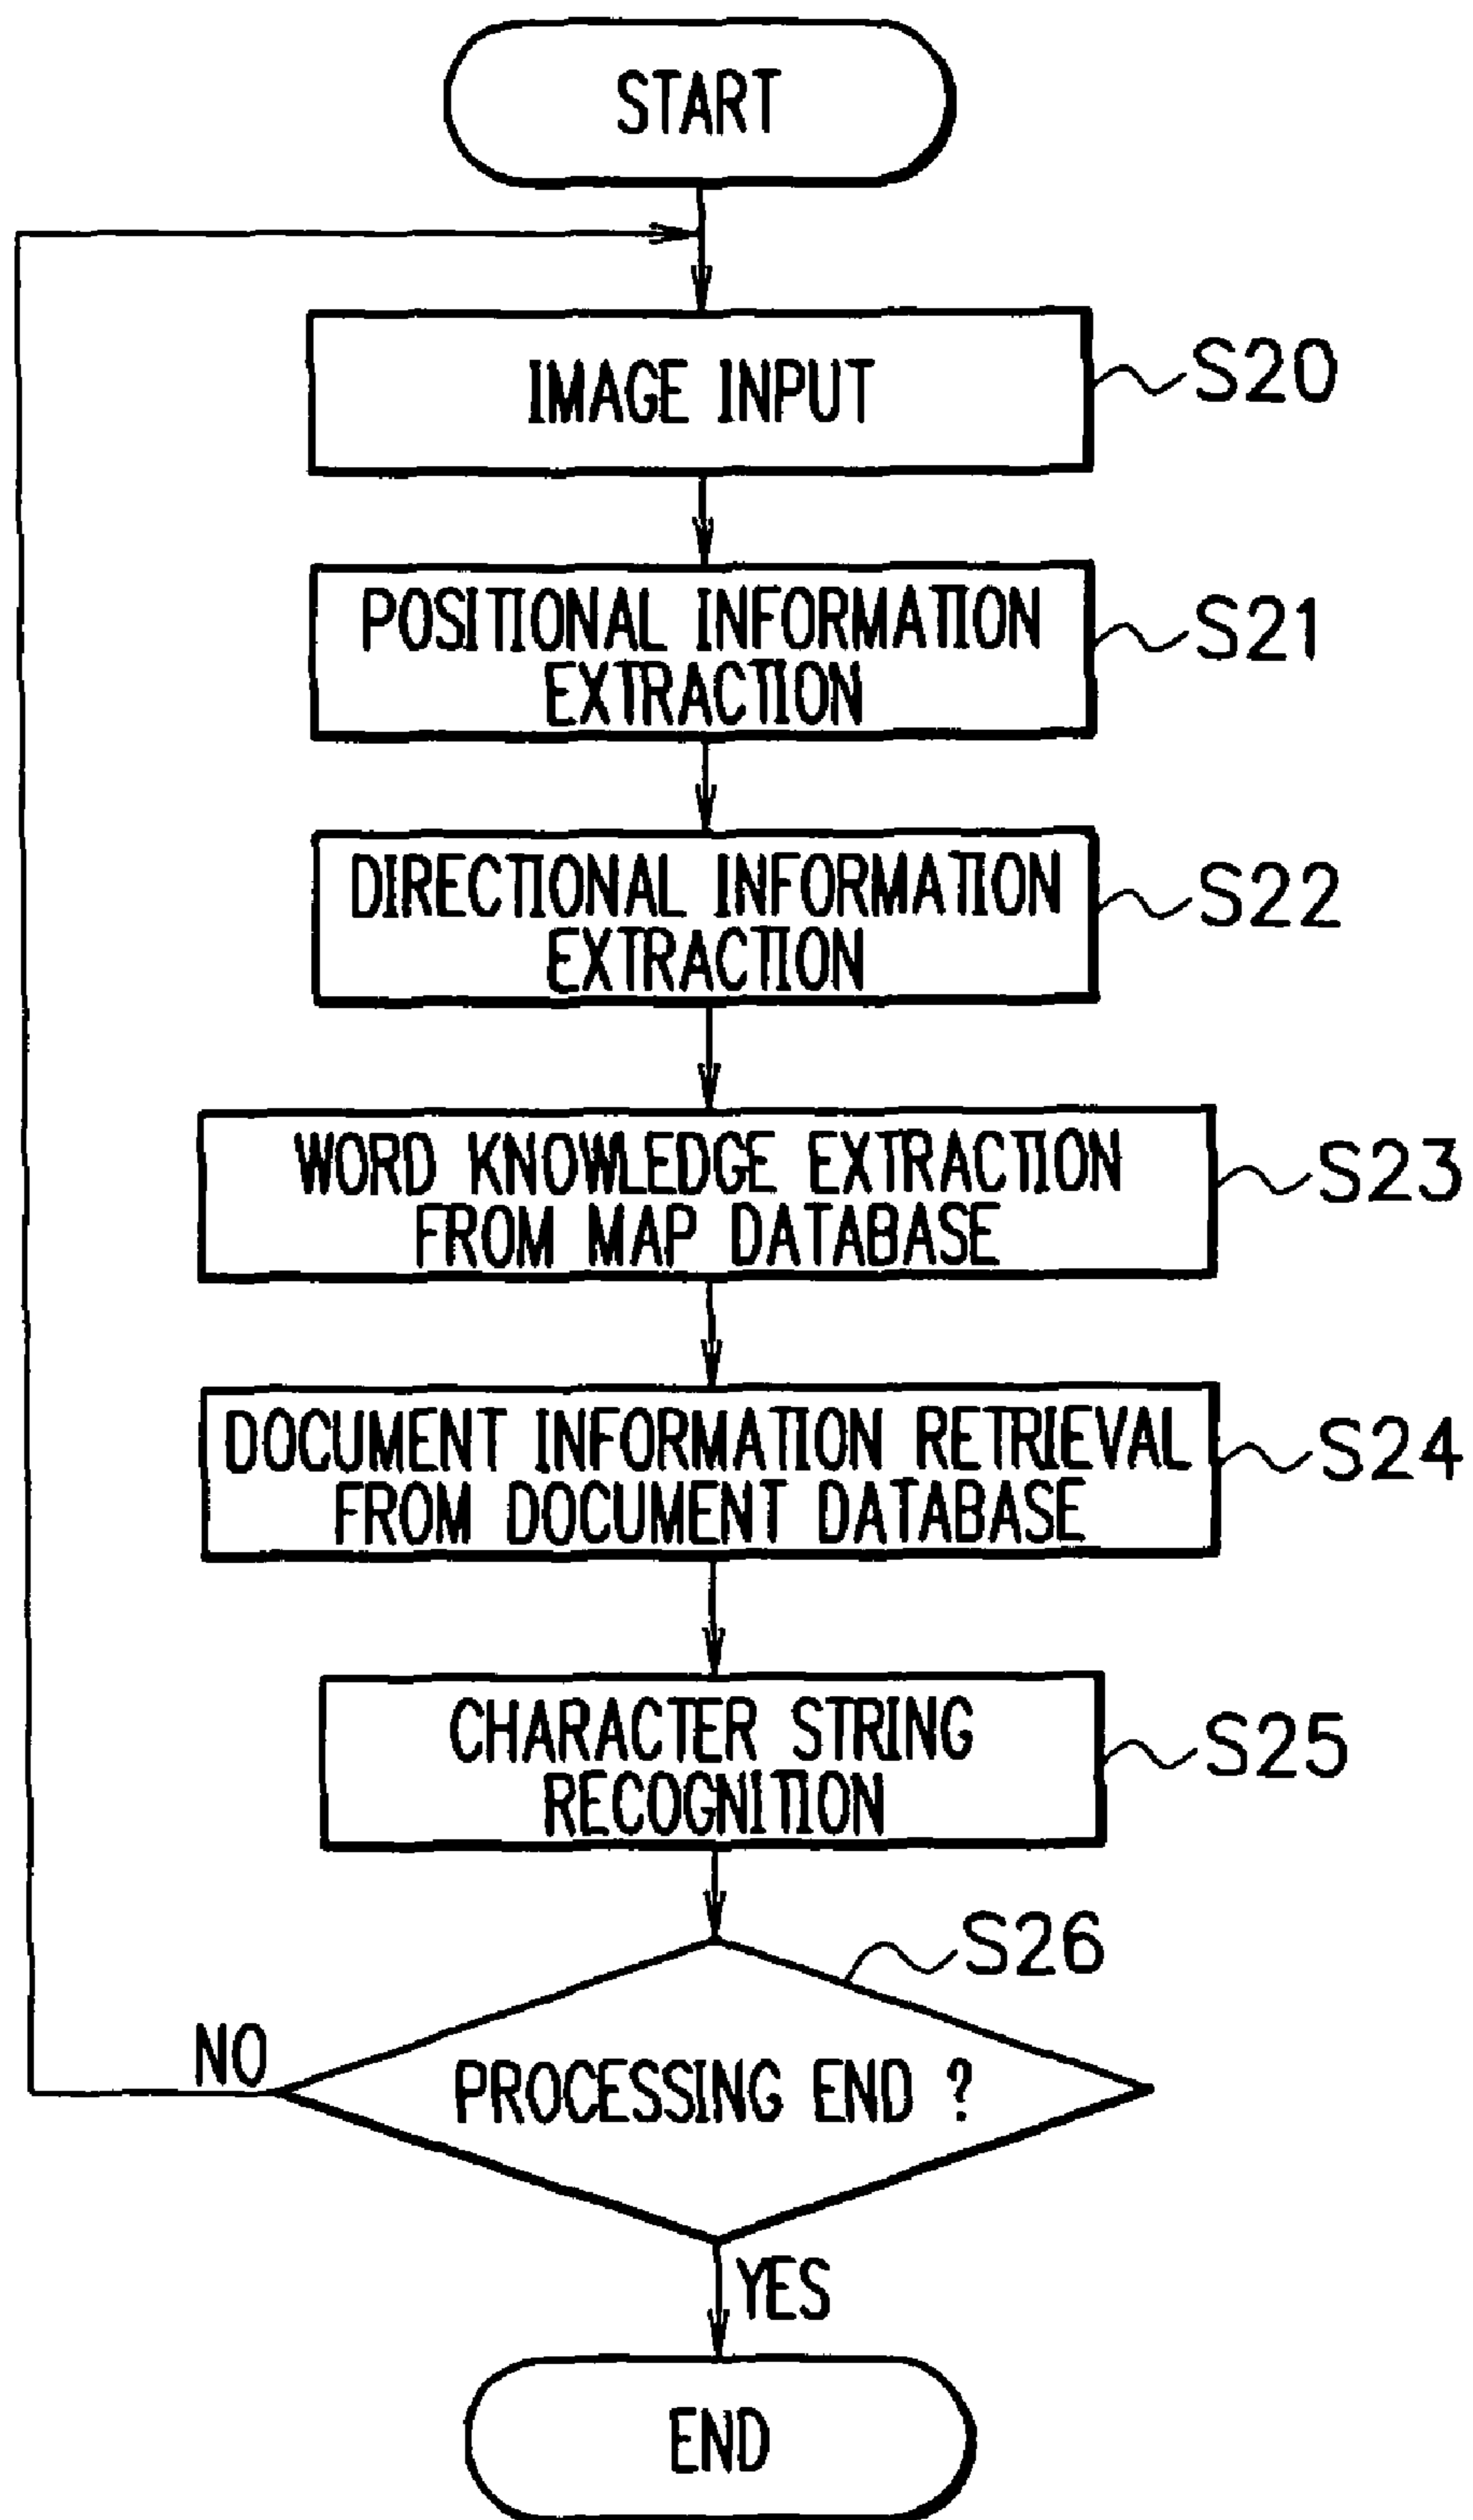 START
IMAGE INPUT
S20
POSITIONAL INFORMATION
EXTRACTION
S21
DIRECTIONAL INFORMATION
EXTRACTION
S22
WORD KNOWLEDGE EXTRACTION
FROM MAP DATABASE
S23
DOCUMENT INFORMATION RETRIEVAL
FROM DOCUMENT DATABASE
S24
CHARACTER STRING
RECOGNITION
S25
S26
NO
PROCESSING END ?
YES
END